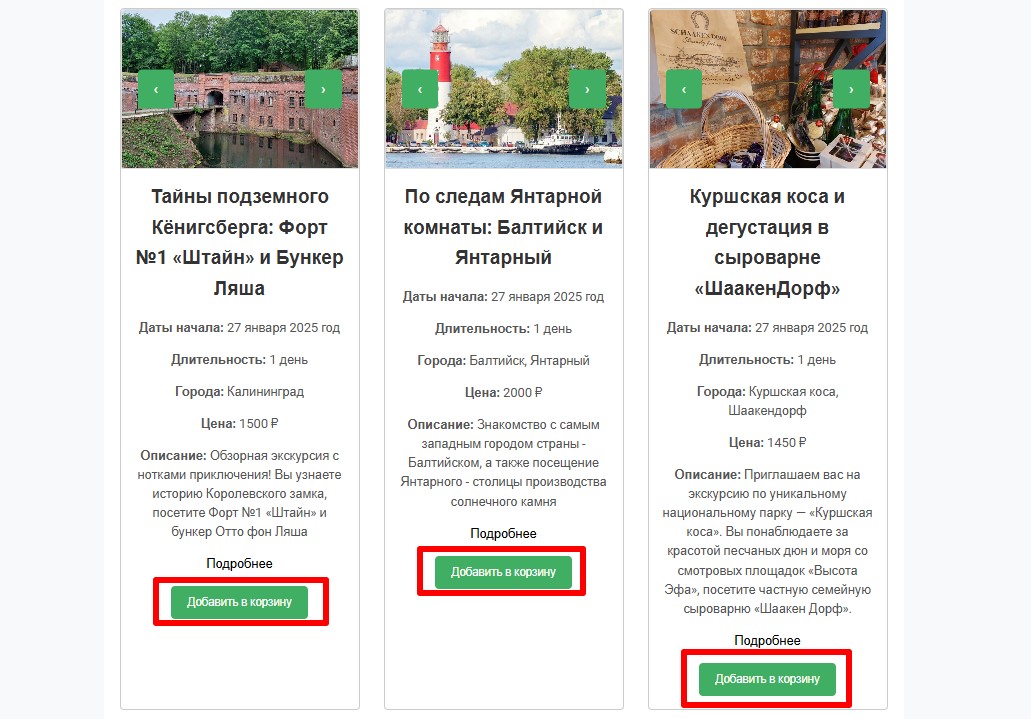 ‹ ›
Тайны подземного
Кёнигсберга: Форт
№1 «Штайн» и Бункер
Ляша
Даты начала: 27 января 2025 год
Длительность: 1 день
Города: Калининград
Цена: 1500 ₽
Описание: Обзорная экскурсия с
нотками приключения! Вы узнаете
историю Королевского замка,
посетите Форт №1 «Штайн» и
бункер Отто фон Ляша
Подробнее
Добавить в корзину
‹ ›
По следам Янтарной
комнаты: Балтийск и
Янтарный
Даты начала: 27 января 2025 год
Длительность: 1 день
Города: Балтийск, Янтарный
Цена: 2000 ₽
Описание: Знакомство с самым
западным городом страны -
Балтийском, а также посещение
Янтарного - столицы производства
солнечного камня
Подробнее
Добавить в корзину
SCHAAKEN DORF
‹ ›
Куршская коса и
дегустация в
сыроварне
«ШаакенДорф»
Даты начала: 27 января 2025 год
Длительность: 1 день
Города: Куршская коса,
Шаакендорф
Цена: 1450 ₽
Описание: Приглашаем вас на
экскурсию по уникальному
национальному парку — «Куршская
коса». Вы понаблюдаете за
красотой песчаных дюн и моря со
смотровых площадок «Высота
Эфа», посетите частную семейную
сыроварню «Шаакен Дорф».
Подробнее
Добавить в корзину